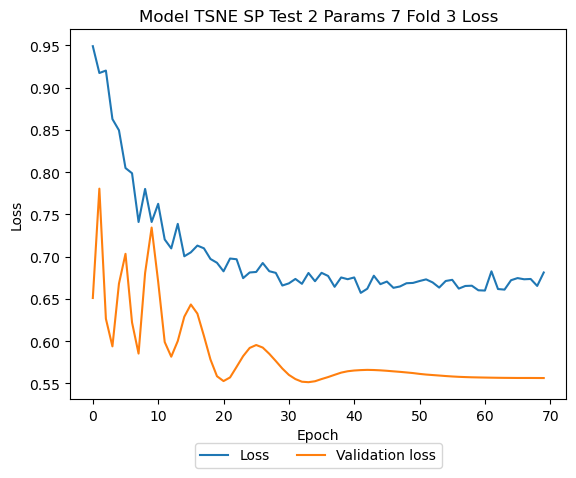 Model TSNE SP Test 2 Params 7 Fold 3 Loss
0.95
0.90
0.85
0.80
0.75
0.70
0.65
0.60
0.55
Loss
0 10 20 30 40 50 60 70
Epoch
Loss Validation loss